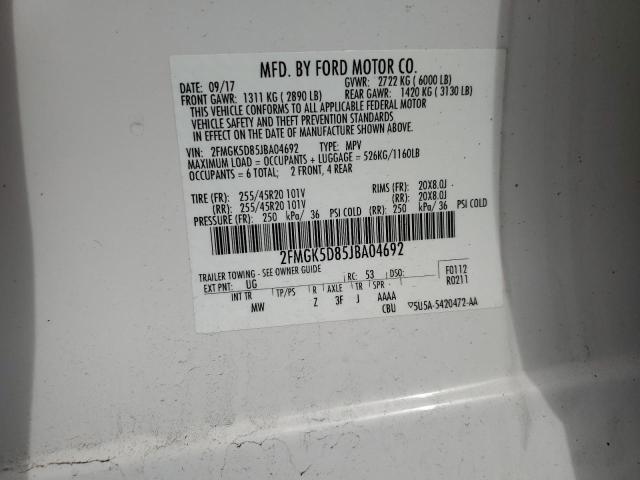 MFD. BY FORD MOTOR CO.
DATE: 09/17 GVWR: 2722 KG ( 6000 LB)
FRONT GAWR: 1311 KG ( 2890 LB) REAR GAWR: 1420 KG ( 3130 LB)
THIS VEHICLE CONFORMS TO ALL APPLICABLE FEDERAL MOTOR
VEHICLE SAFETY AND THEFT PREVENTION STANDARDS
IN EFFECT ON THE DATE OF MANUFACTURE SHOWN ABOVE.
VIN: 2FMGK5D85JBA04692 TYPE: MPV
MAXIMUM LOAD = OCCUPANTS + LUGGAGE = 526KG/1160LB
OCCUPANTS = 6 TOTAL; 2 FRONT, 4 REAR
TIRE (FR): 255/45R20 101V RIMS (FR): 20X8.0J
(RR): 255/45R20 101V (RR): 20X8.0J
PRESSURE (FR): 250 kPa/ 36 PSI COLD (RR): 250 kPa/ 36 PSI COLD
2FMGK5D85JBA04692
TRAILER TOWING - SEE OWNER GUIDE
EXT PNT: UG RC: 53 DSO: F0112
INT TR TP/PS R AXLE TR SPR R0211
MW Z 3F J AAAA
CBU 5U5A-5420472-AA